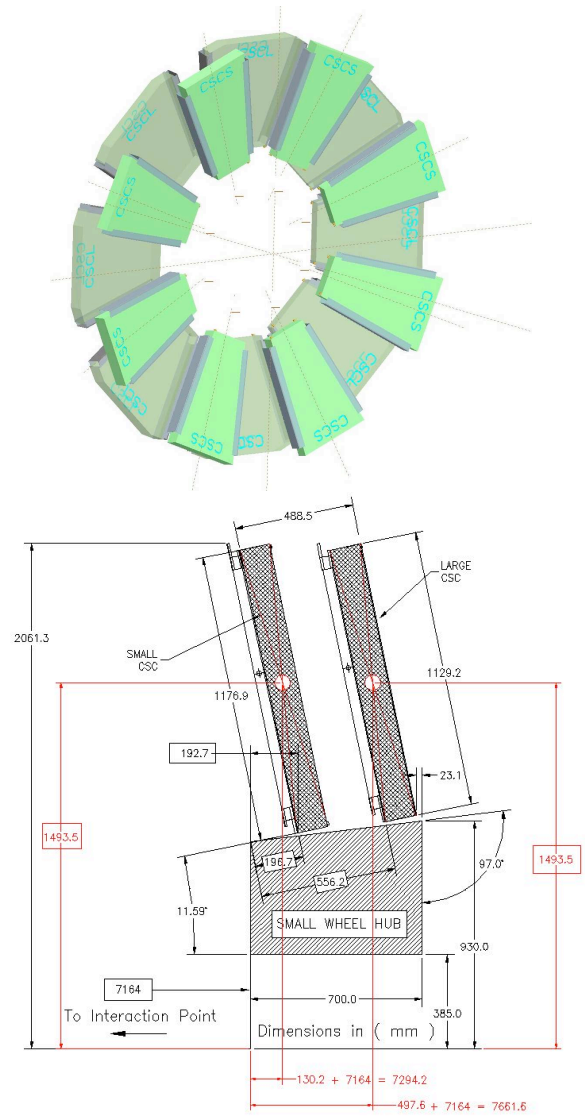 CSCL
CSCS
CSCS
CSCL
CSCL
CSCS
CSCS
CSCL
CSCL
CSCS
CSCS
CSCL
CSCL
CSCS
CSCS
CSCL
488.5
2061.3
LARGE
CSC
SMALL
CSC
1176.9
1129.2
192.7
23.1
1493.5
1493.5
196.7
97.0°
556.2
11.59°
SMALL WHEEL HUB
930.0
7164
700.0
385.0
To Interaction Point
Dimensions in ( mm )
130.2 + 7164 = 7294.2
497.6 + 7164 = 7661.6